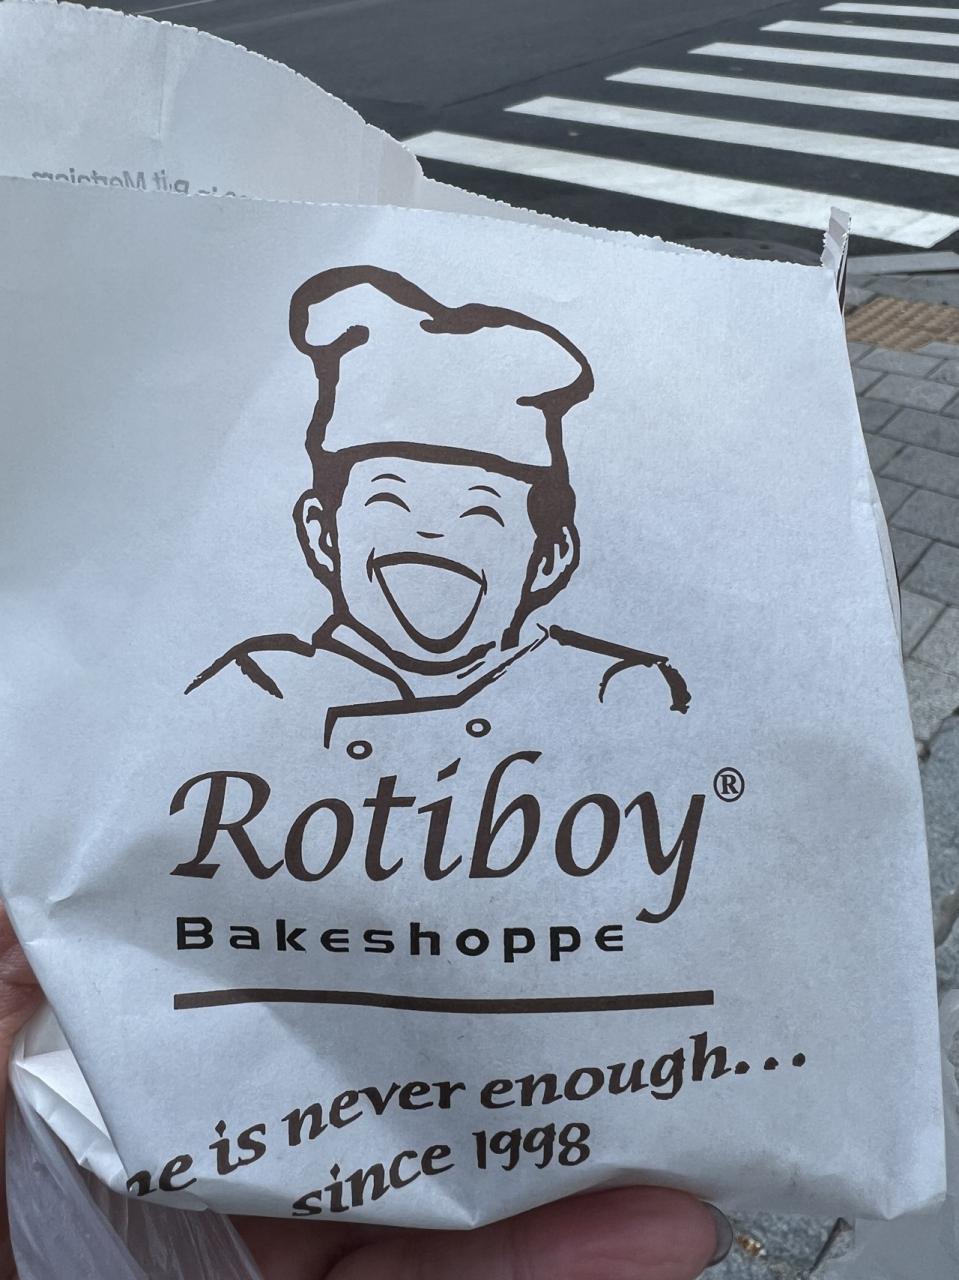 Rotiboy®
Bakeshoppe
is never enough...
since 1998